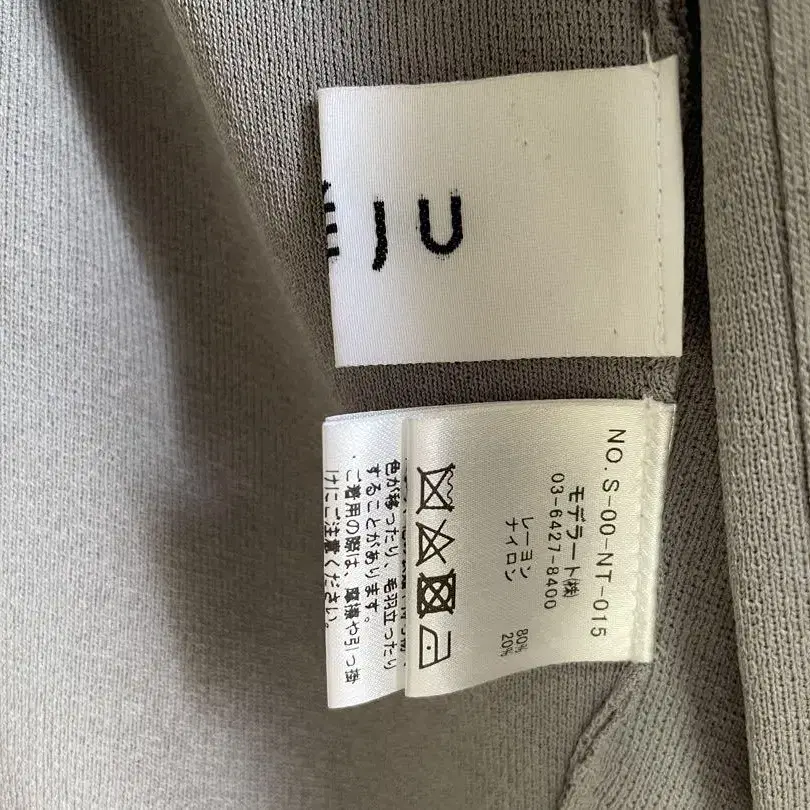 JU
NO.S-00-NT-015
モデラート(株)
03-6427-8400
レーヨン 80%
ナイロン 20%
色が移ったり、毛羽立ったり
することがあります。
・ご着用の際は、摩擦や引っ掛
けにご注意ください。